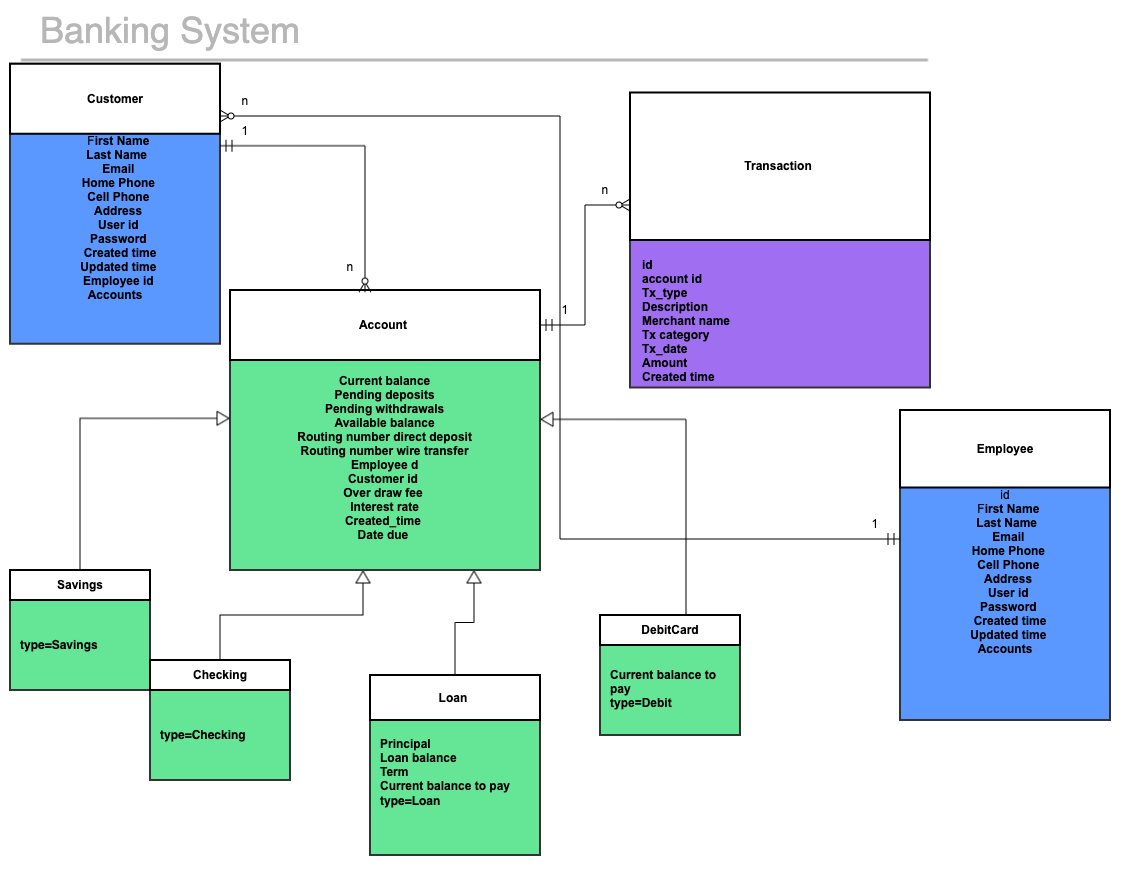 Banking System
Customer
First Name
Last Name
Email
Home Phone
Cell Phone
Address
User id
Password
Created time
Updated time
Employee id
Accounts
n
1
n
Account
Current balance
Pending deposits
Pending withdrawals
Available balance
Routing number direct deposit
Routing number wire transfer
Employee d
Customer id
Over draw fee
Interest rate
Created_time
Date due
1
n
Transaction
id
account id
Tx_type
Description
Merchant name
Tx category
Tx_date
Amount
Created time
Employee
id
First Name
Last Name
Email
Home Phone
Cell Phone
Address
User id
Password
Created time
Updated time
Accounts
1
Savings
type=Savings
Checking
type=Checking
Loan
Principal
Loan balance
Term
Current balance to pay
type=Loan
DebitCard
Current balance to
pay
type=Debit